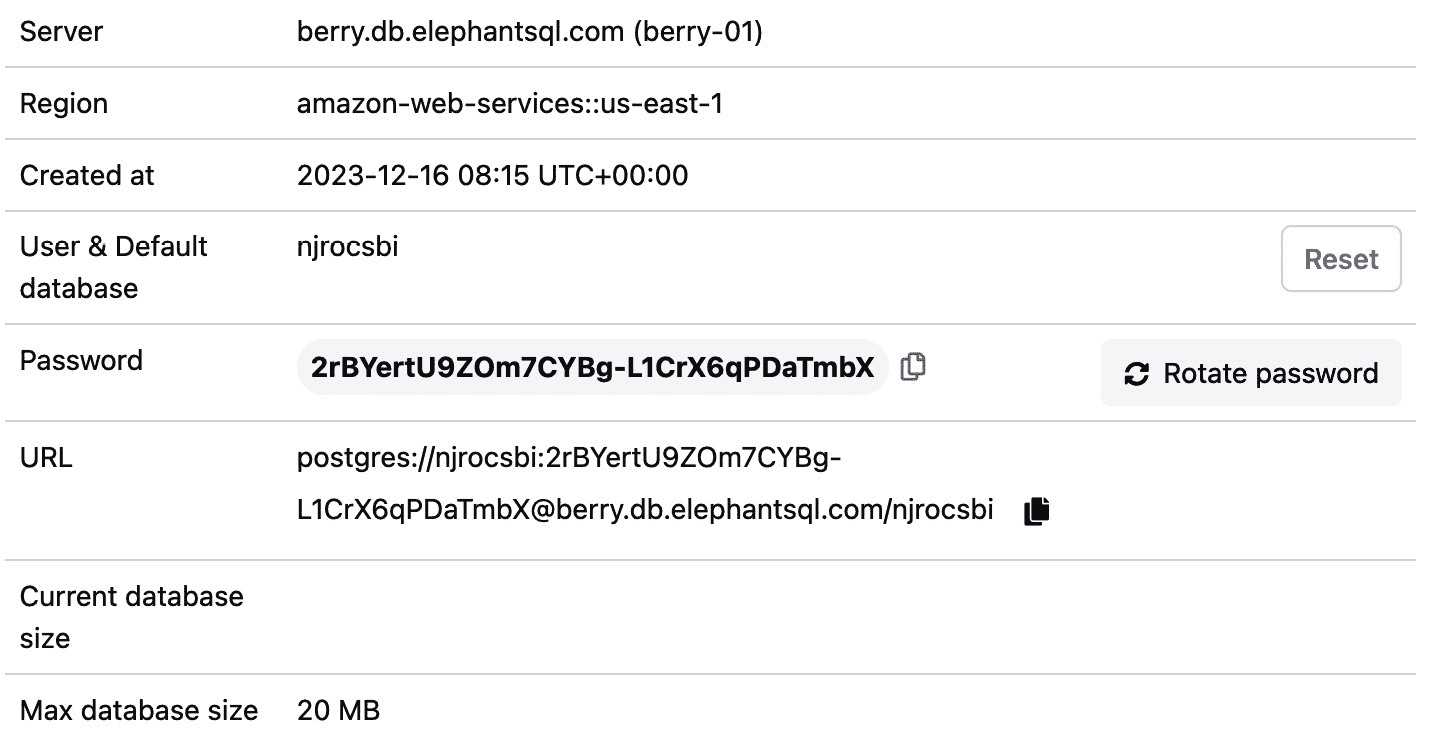 Server berry.db.elephantsql.com (berry-01)
Region amazon-web-services::us-east-1
Created at 2023-12-16 08:15 UTC+00:00
User & Default njrocsbi
database
Reset
Password 2rBYertU9ZOm7CYBg-L1CrX6qPDaTmbX Rotate password
URL postgres://njrocsbi:2rBYertU9ZOm7CYBg-
L1CrX6qPDaTmbX@berry.db.elephantsql.com/njrocsbi
Current database
size
Max database size 20 MB